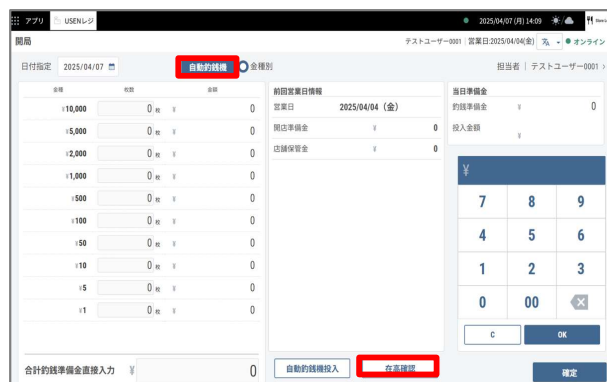 アプリ USENレジ 2025/04/07 (月) 14:09
開局 テストユーザー0001 営業日:2025/04/04(金) オンライン
日付指定 2025/04/07 自動釣銭機 金種別 担当者 | テストユーザー0001 >
金種 枚数 金額
¥10,000 0 枚 ¥ 0
¥5,000 0 枚 ¥ 0
¥2,000 0 枚 ¥ 0
¥1,000 0 枚 ¥ 0
¥500 0 枚 ¥ 0
¥100 0 枚 ¥ 0
¥50 0 枚 ¥ 0
¥10 0 枚 ¥ 0
¥5 0 枚 ¥ 0
¥1 0 枚 ¥ 0
合計釣銭準備金直接入力 ¥ 0
前回営業日情報
営業日 2025/04/04 (金)
開店準備金 ¥ 0
店舗保管金 ¥ 0
自動釣銭機投入 在高確認
当日準備金
釣銭準備金 ¥ 0
投入金額 ¥
¥
7 8 9
4 5 6
1 2 3
0 00
C OK
確定